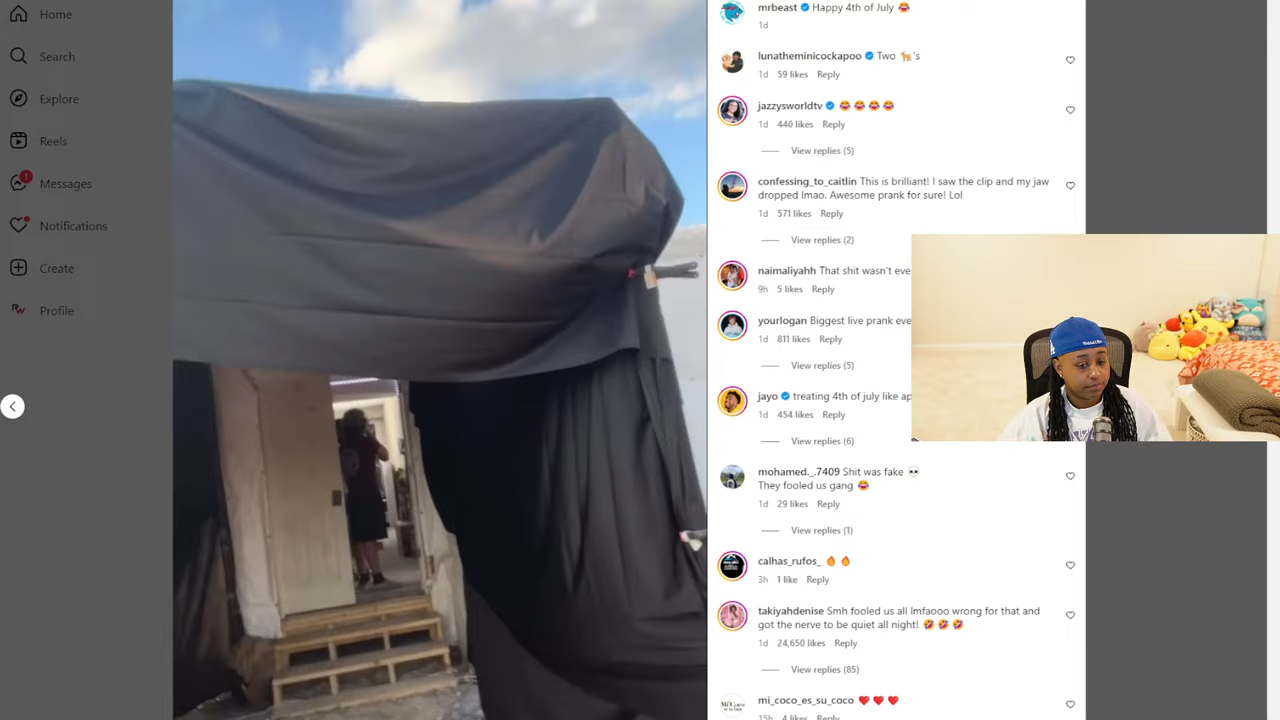 Home
Search
Explore
Reels
1
Messages
Notifications
Create
Profile
mrbeast Happy 4th of July 😂
1d
lunatheminicockapoo Two 🐐's
1d 59 likes Reply
jazzysworldtv 😂😂😂😂
1d 440 likes Reply
View replies (5)
confessing_to_caitlin This is brilliant! I saw the clip and my jaw
dropped lmao. Awesome prank for sure! Lol
1d 571 likes Reply
View replies (2)
naimaliyahh That shit wasn't eve
9h 5 likes Reply
yourlogan Biggest live prank eve
1d 811 likes Reply
View replies (5)
jayo treating 4th of july like ap
1d 454 likes Reply
View replies (6)
mohamed._.7409 Shit was fake 💀
They fooled us gang 😂
1d 29 likes Reply
View replies (1)
calhas_rufos_ 🔥 🔥
3h 1 like Reply
takiyahdenise Smh fooled us all lmfaooo wrong for that and
got the nerve to be quiet all night! 🤣 🤣 🤣
1d 24,650 likes Reply
View replies (85)
mi_coco_es_su_coco ❤️ ❤️ ❤️
15h 4 likes Reply